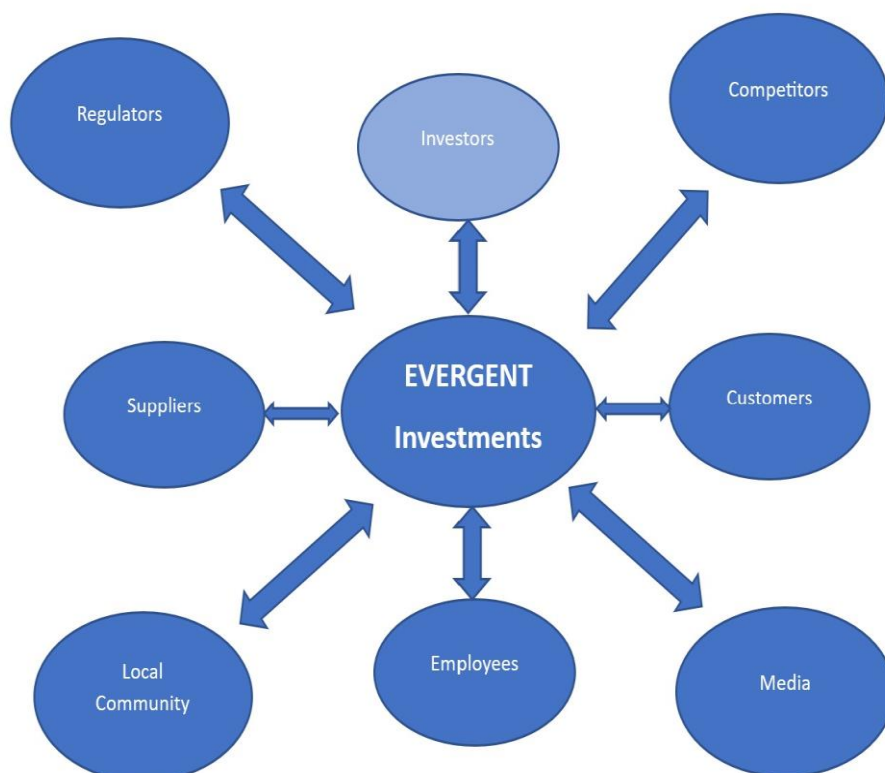 Regulators
Investors
Competitors
EVERGENT
Investments
Suppliers
Customers
Local
Community
Employees
Media